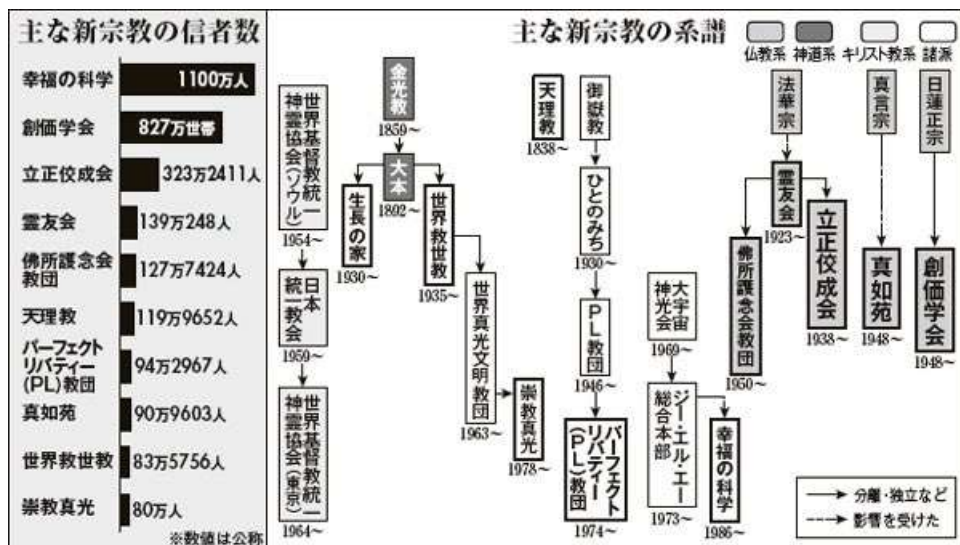 主な新宗教の信者数
幸福の科学 1100万人
創価学会 827万世帯
立正佼成会 323万2411人
霊友会 139万248人
佛所護念会
教団 127万7424人
天理教 119万9652人
パーフェクト
リバティー
(PL)教団 94万2967人
真如苑 90万9603人
世界救世教 83万5756人
崇教真光 80万人
※数値は公称
主な新宗教の系譜
仏教系 神道系 キリスト教系 諸派
世界基督教統一
神霊協会(ソウル)
1954〜
日本
統一教会
1959〜
世界基督教統一
神霊協会(東京)
1964〜
金光教
1859〜
大本
1892〜
生長の家
1930〜
世界救世教
1935〜
世界真光文明教団
1963〜
崇教真光
1978〜
天理教
1838〜
御嶽教
ひとのみち
1930〜
PL教団
1946〜
パーフェクト
リバティー
(PL)教団
1974〜
大宇宙
神光会
1969〜
ジー・エル・エー
総合本部
1973〜
幸福の科学
1986〜
法華宗
霊友会
1923〜
佛所護念会教団
1950〜
立正佼成会
1938〜
真言宗
真如苑
1948〜
日蓮正宗
創価学会
1948〜
分離・独立など
影響を受けた